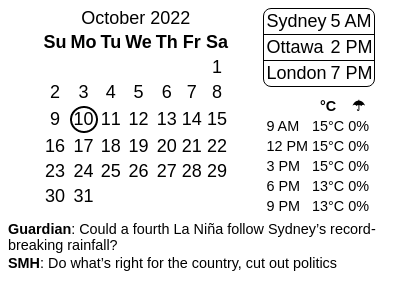 October 2022
Su Mo Tu We Th Fr Sa
1
2 3 4 5 6 7 8
9 10 11 12 13 14 15
16 17 18 19 20 21 22
23 24 25 26 27 28 29
30 31
Sydney 5 AM
Ottawa 2 PM
London 7 PM
°C ☂
9 AM 15°C 0%
12 PM 15°C 0%
3 PM 15°C 0%
6 PM 13°C 0%
9 PM 13°C 0%
Guardian: Could a fourth La Niña follow Sydney’s record-
breaking rainfall?
SMH: Do what’s right for the country, cut out politics